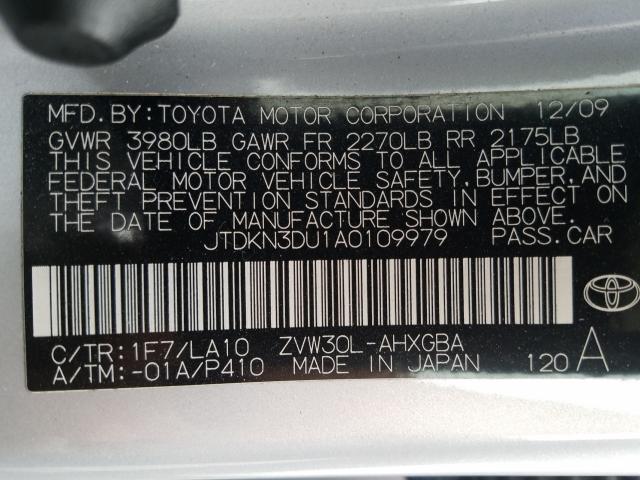 MFD. BY: TOYOTA MOTOR CORPORATION 12/09
GVWR 3980LB GAWR FR 2270LB RR 2175LB
THIS VEHICLE CONFORMS TO ALL APPLICABLE
FEDERAL MOTOR VEHICLE SAFETY, BUMPER, AND
THEFT PREVENTION STANDARDS IN EFFECT ON
THE DATE OF MANUFACTURE SHOWN ABOVE.
JTDKN3DU1A0109979 PASS. CAR
C/TR: 1F7/LA10 ZVW30L-AHXGBA
A/TM: -01A/P410 MADE IN JAPAN 120 A